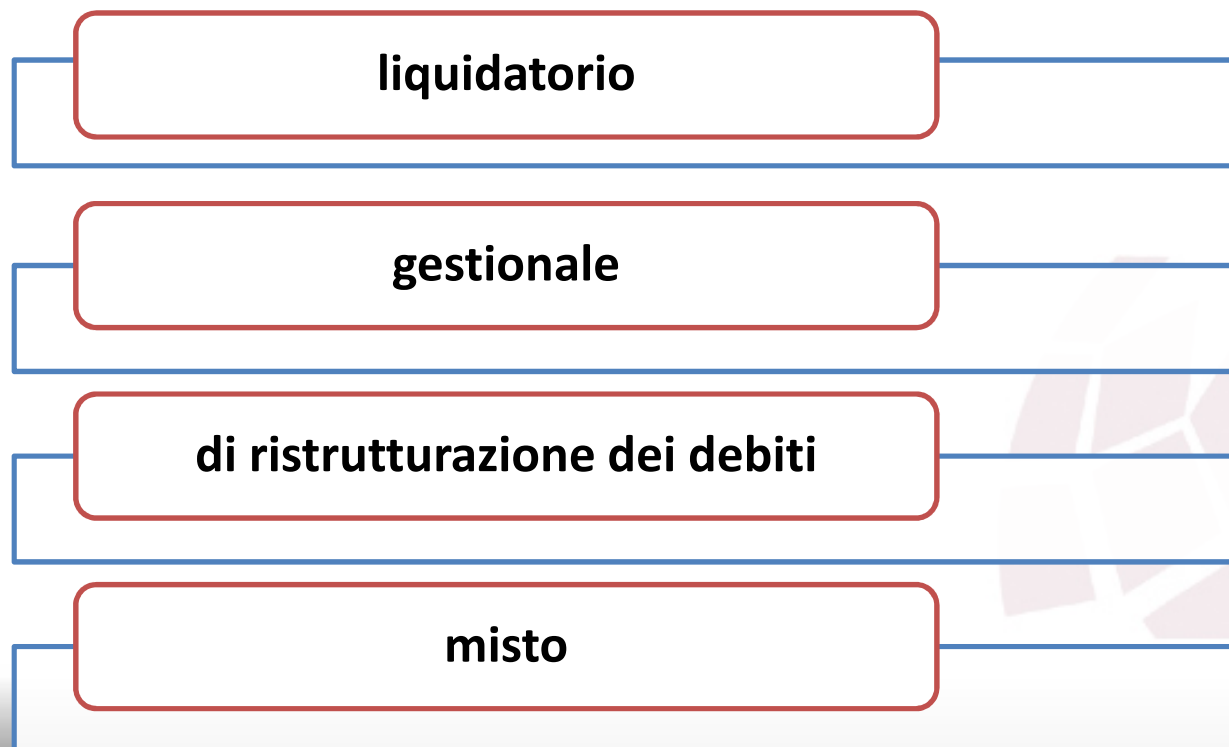 liquidatorio
gestionale
di ristrutturazione dei debiti
misto